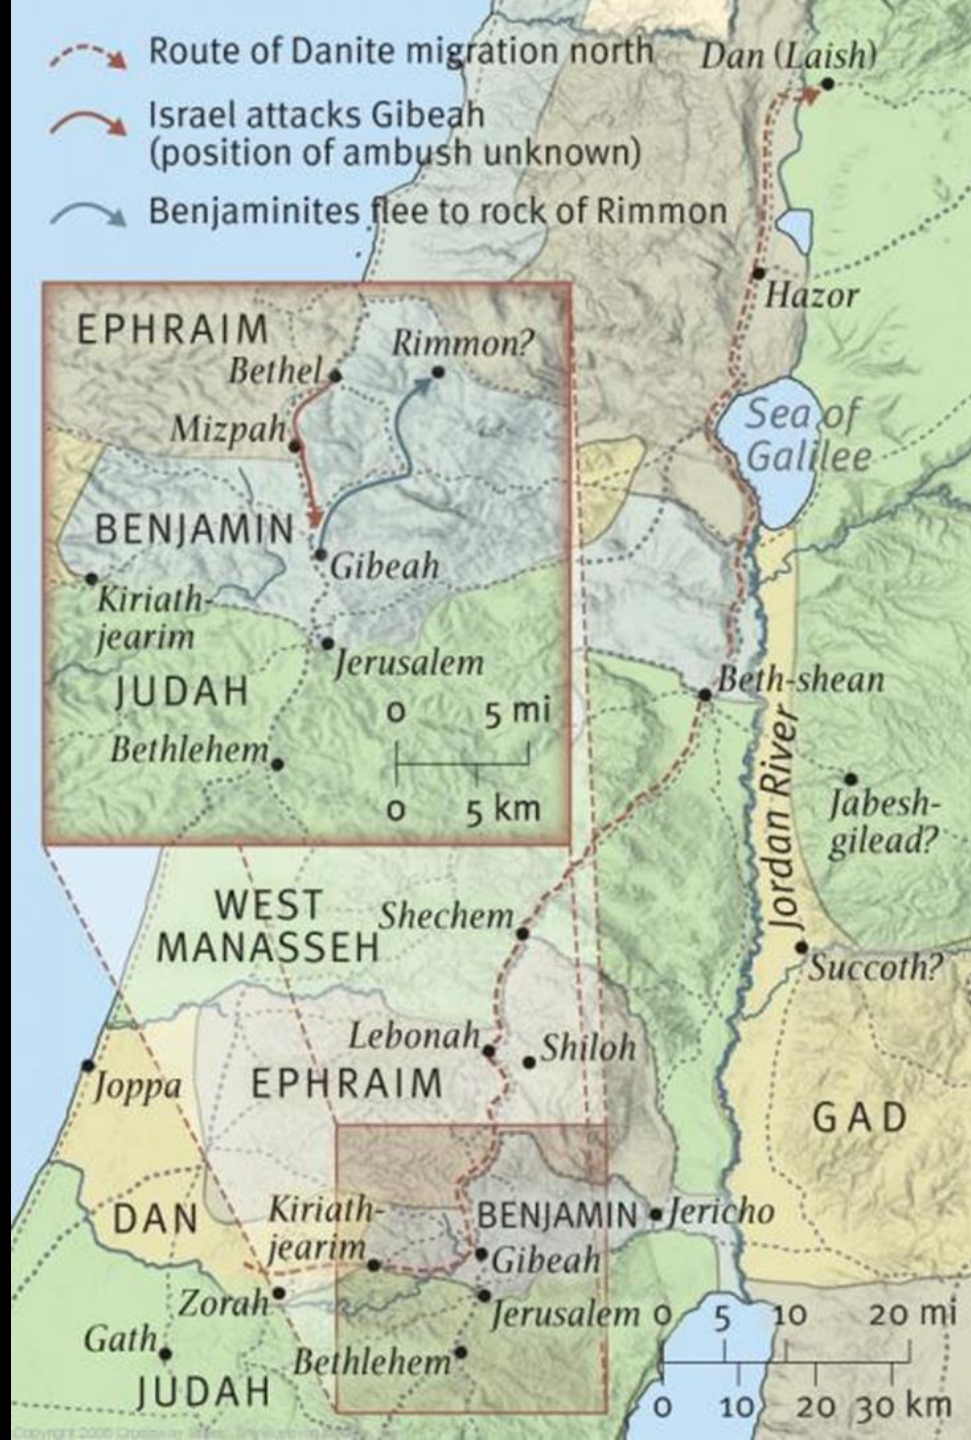 Route of Danite migration north
Dan (Laish)
Israel attacks Gibeah
(position of ambush unknown)
Benjaminites flee to rock of Rimmon
Hazor
EPHRAIM
Rimmon?
Bethel
Mizpah
Sea of
Galilee
BENJAMIN
Gibeah
Kiriath-
jearim
Jerusalem
JUDAH
Bethlehem
0 5 mi
0 5 km
Beth-shean
Jordan River
Jabesh-
gilead?
WEST
MANASSEH
Shechem
Succoth?
Lebonah
Shiloh
Joppa
EPHRAIM
GAD
DAN
Kiriath-
jearim
BENJAMIN
Jericho
Gibeah
Zorah
Jerusalem
0 5 10 20 mi
Gath
Bethlehem
JUDAH
0 10 20 30 km